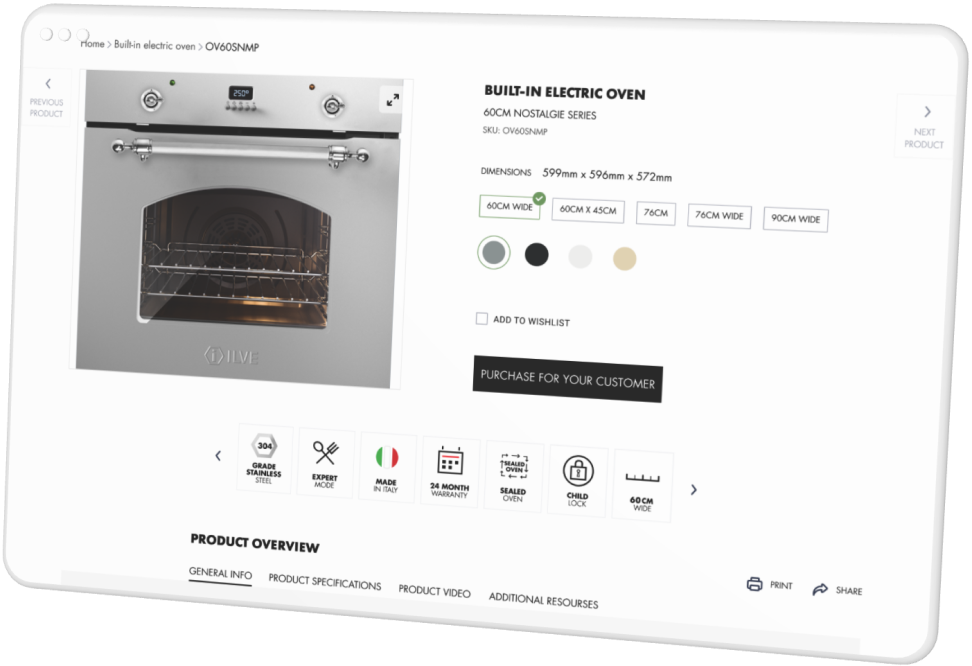 Home > Built-in electric oven > OV60SNMP
PREVIOUS
PRODUCT
250°
ILVE
BUILT-IN ELECTRIC OVEN
60CM NOSTALGIE SERIES
SKU: OV60SNMP
DIMENSIONS 599mm x 596mm x 572mm
60CM WIDE
60CM X 45CM
76CM
76CM WIDE
90CM WIDE
ADD TO WISHLIST
PURCHASE FOR YOUR CUSTOMER
NEXT
PRODUCT
304
GRADE
STAINLESS
STEEL
EXPERT
MODE
MADE
IN ITALY
24 MONTH
WARRANTY
SEALED
OVEN
SEALED
OVEN
CHILD
LOCK
60CM
WIDE
PRODUCT OVERVIEW
GENERAL INFO
PRODUCT SPECIFICATIONS
PRODUCT VIDEO
ADDITIONAL RESOURSES
PRINT
SHARE